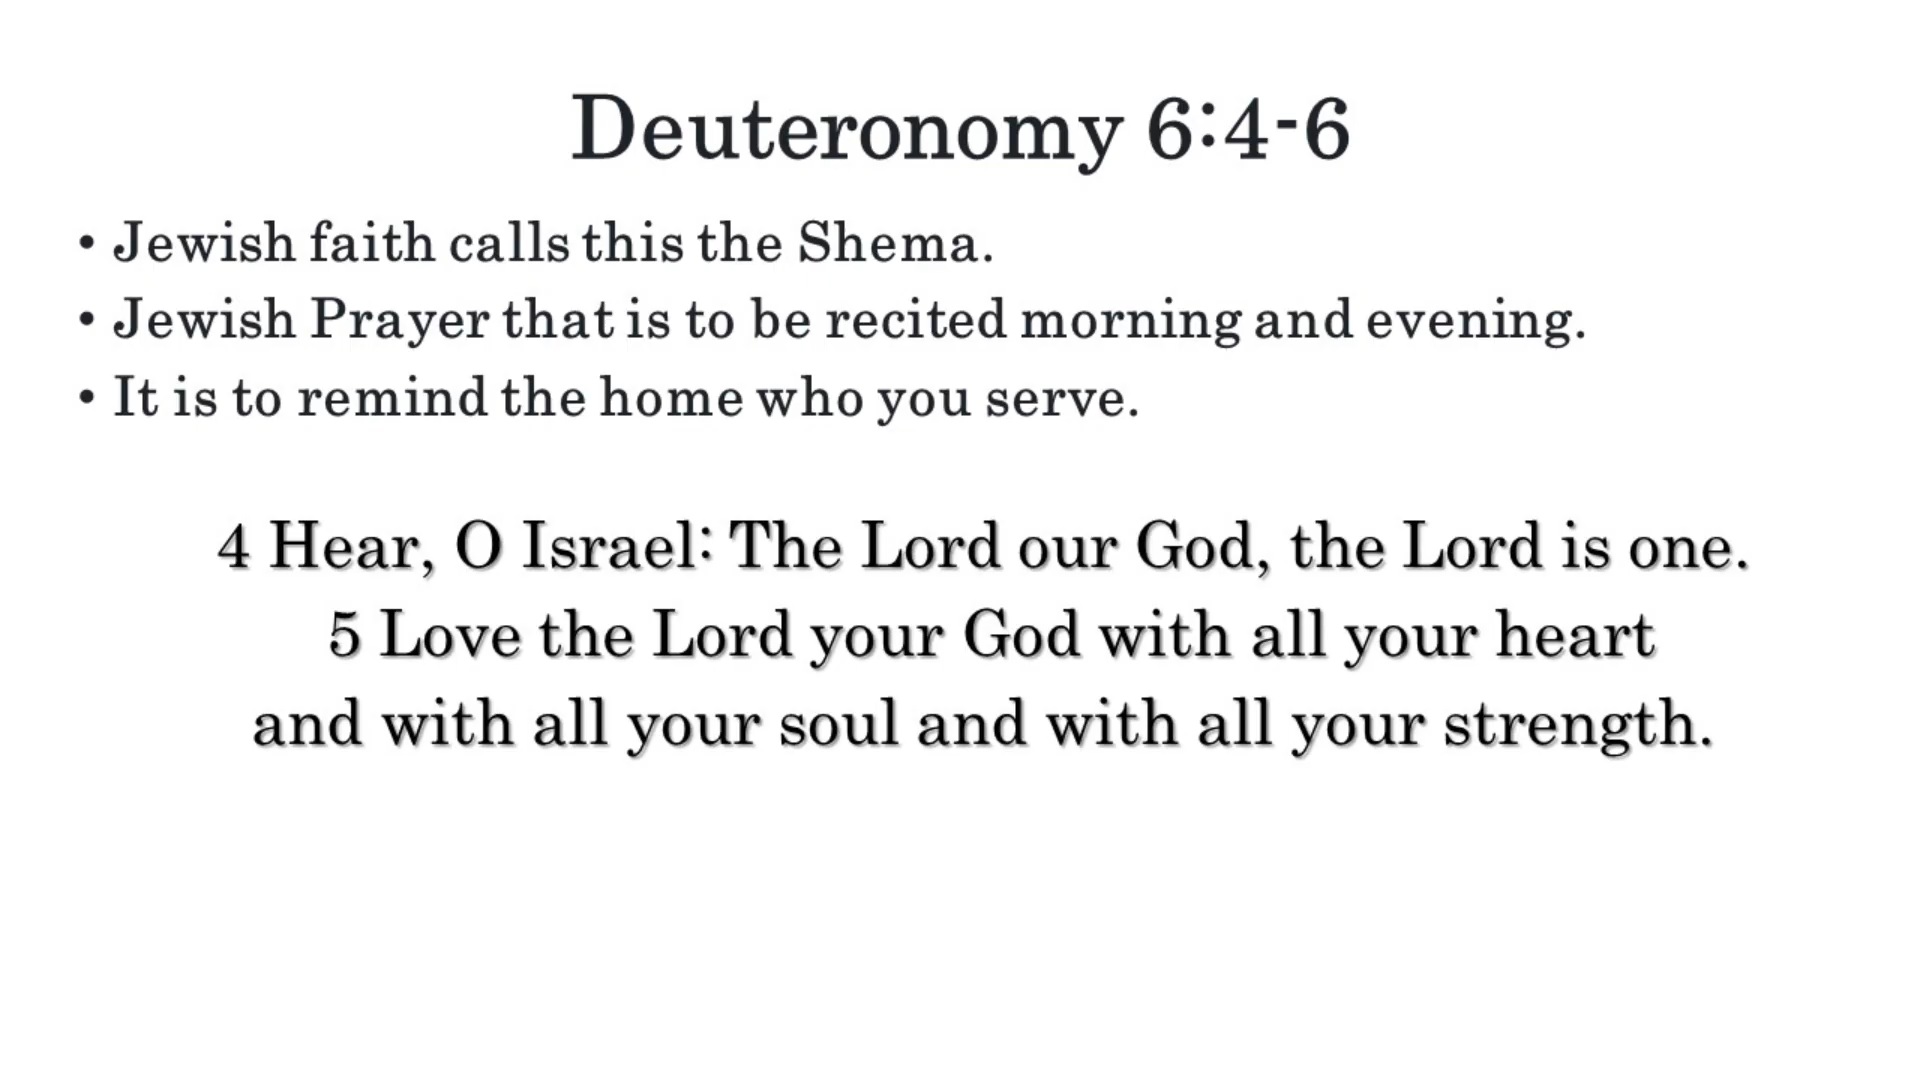 Deuteronomy 6:4-6
• Jewish faith calls this the Shema.
• Jewish Prayer that is to be recited morning and evening.
• It is to remind the home who you serve.
4 Hear, O Israel: The Lord our God, the Lord is one.
5 Love the Lord your God with all your heart
and with all your soul and with all your strength.